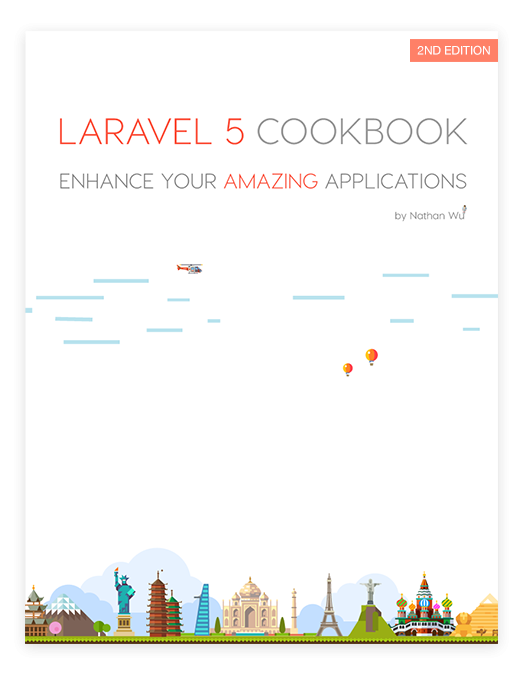 2ND EDITION
LARAVEL 5 COOKBOOK
ENHANCE YOUR AMAZING APPLICATIONS
by Nathan Wu